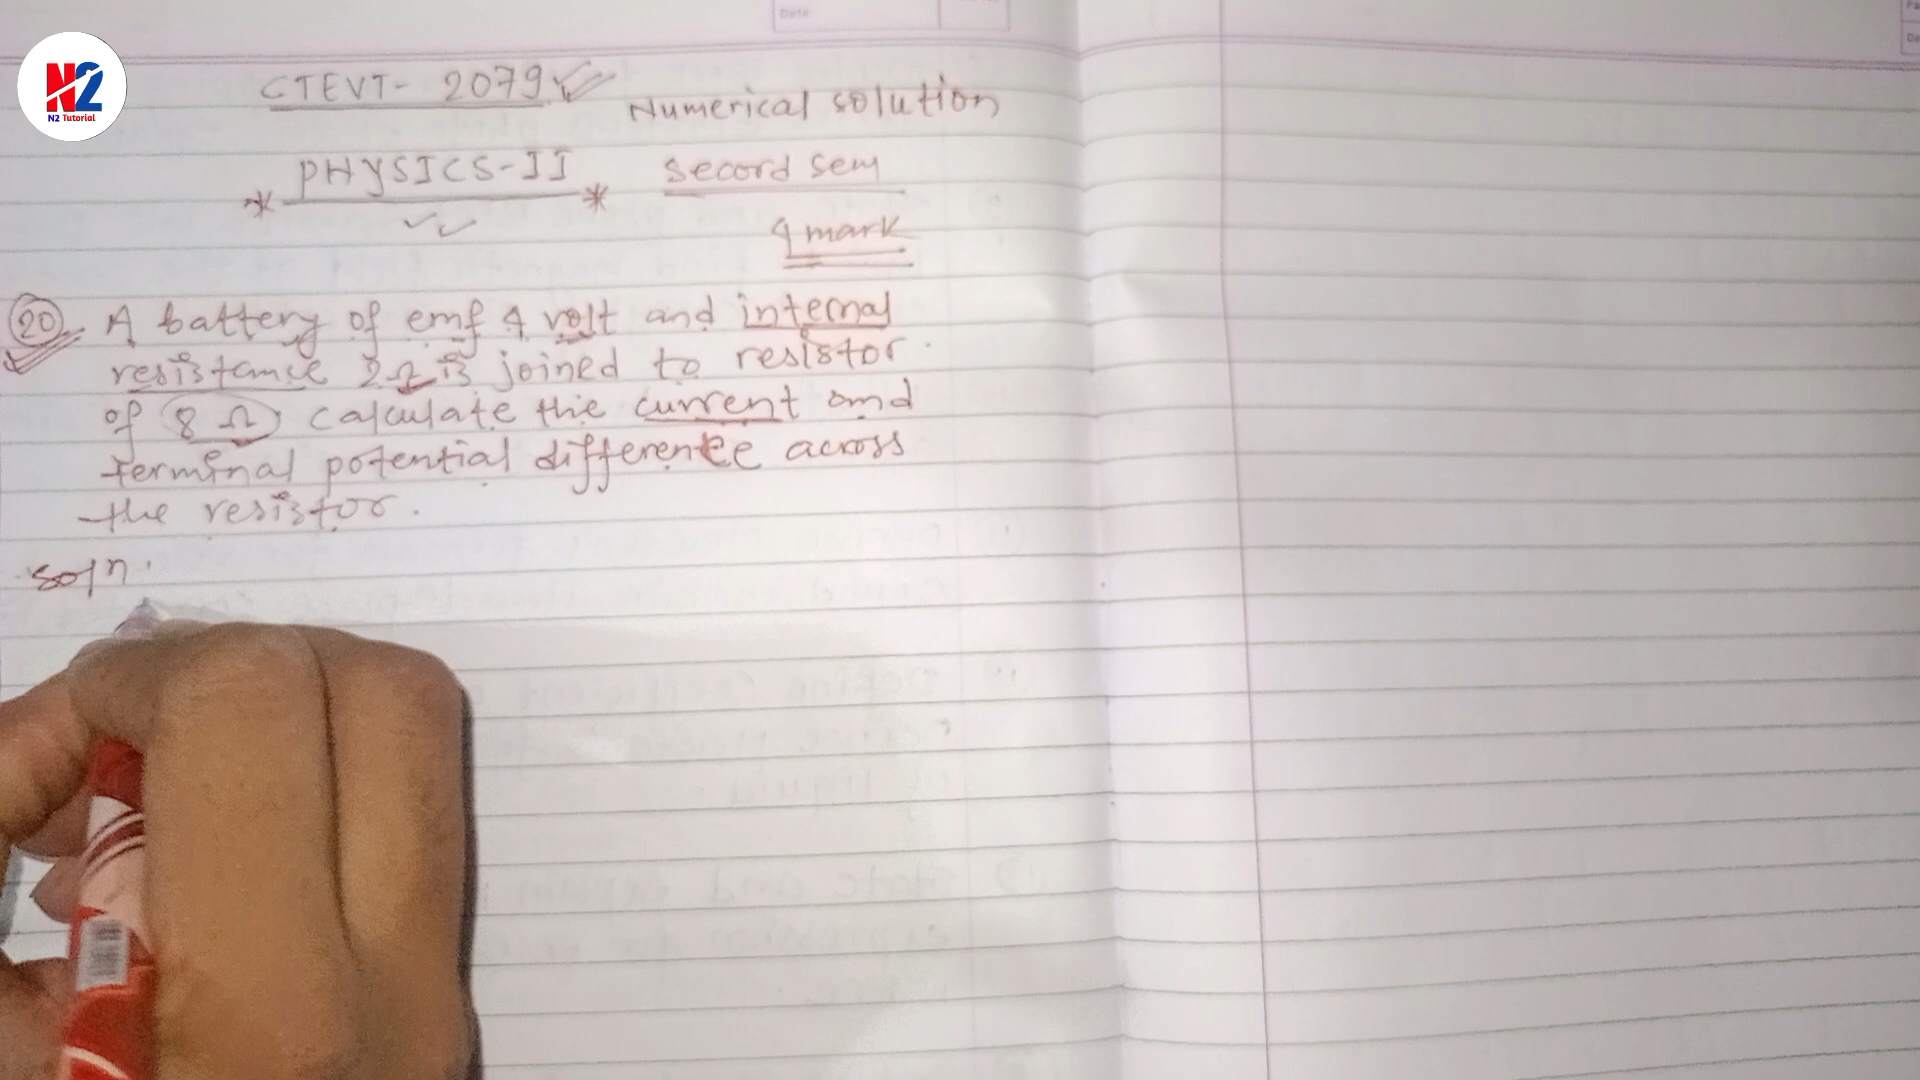 Date
N2
N2 Tutorial
CTEVT- 2079
Numerical solution
PHYSICS-II
* *
secord sem
4 mark
20. A battery of emf 4 volt and internal
resistance 2Ω is joined to resistor
of 8 Ω calculate the current and
terminal potential difference across
the resistor.
soln.